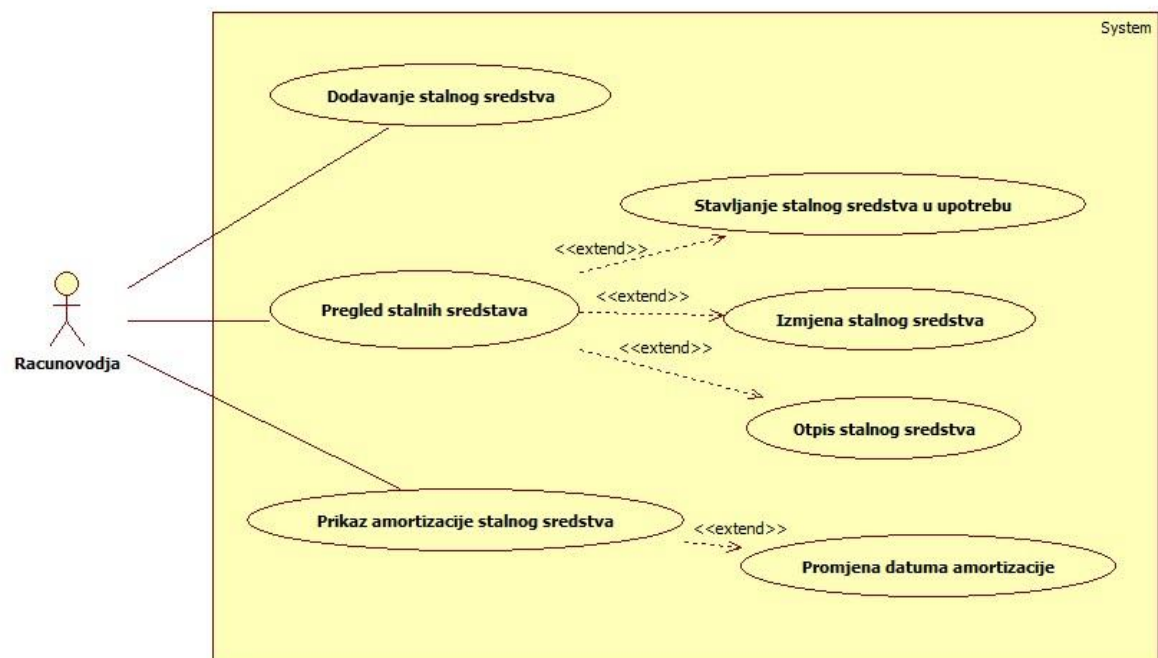 System
Dodavanje stalnog sredstva
Stavljanje stalnog sredstva u upotrebu
<<extend>>
Pregled stalnih sredstava
<<extend>>
Izmjena stalnog sredstva
<<extend>>
Racunovodja
Otpis stalnog sredstva
Prikaz amortizacije stalnog sredstva
<<extend>>
Promjena datuma amortizacije